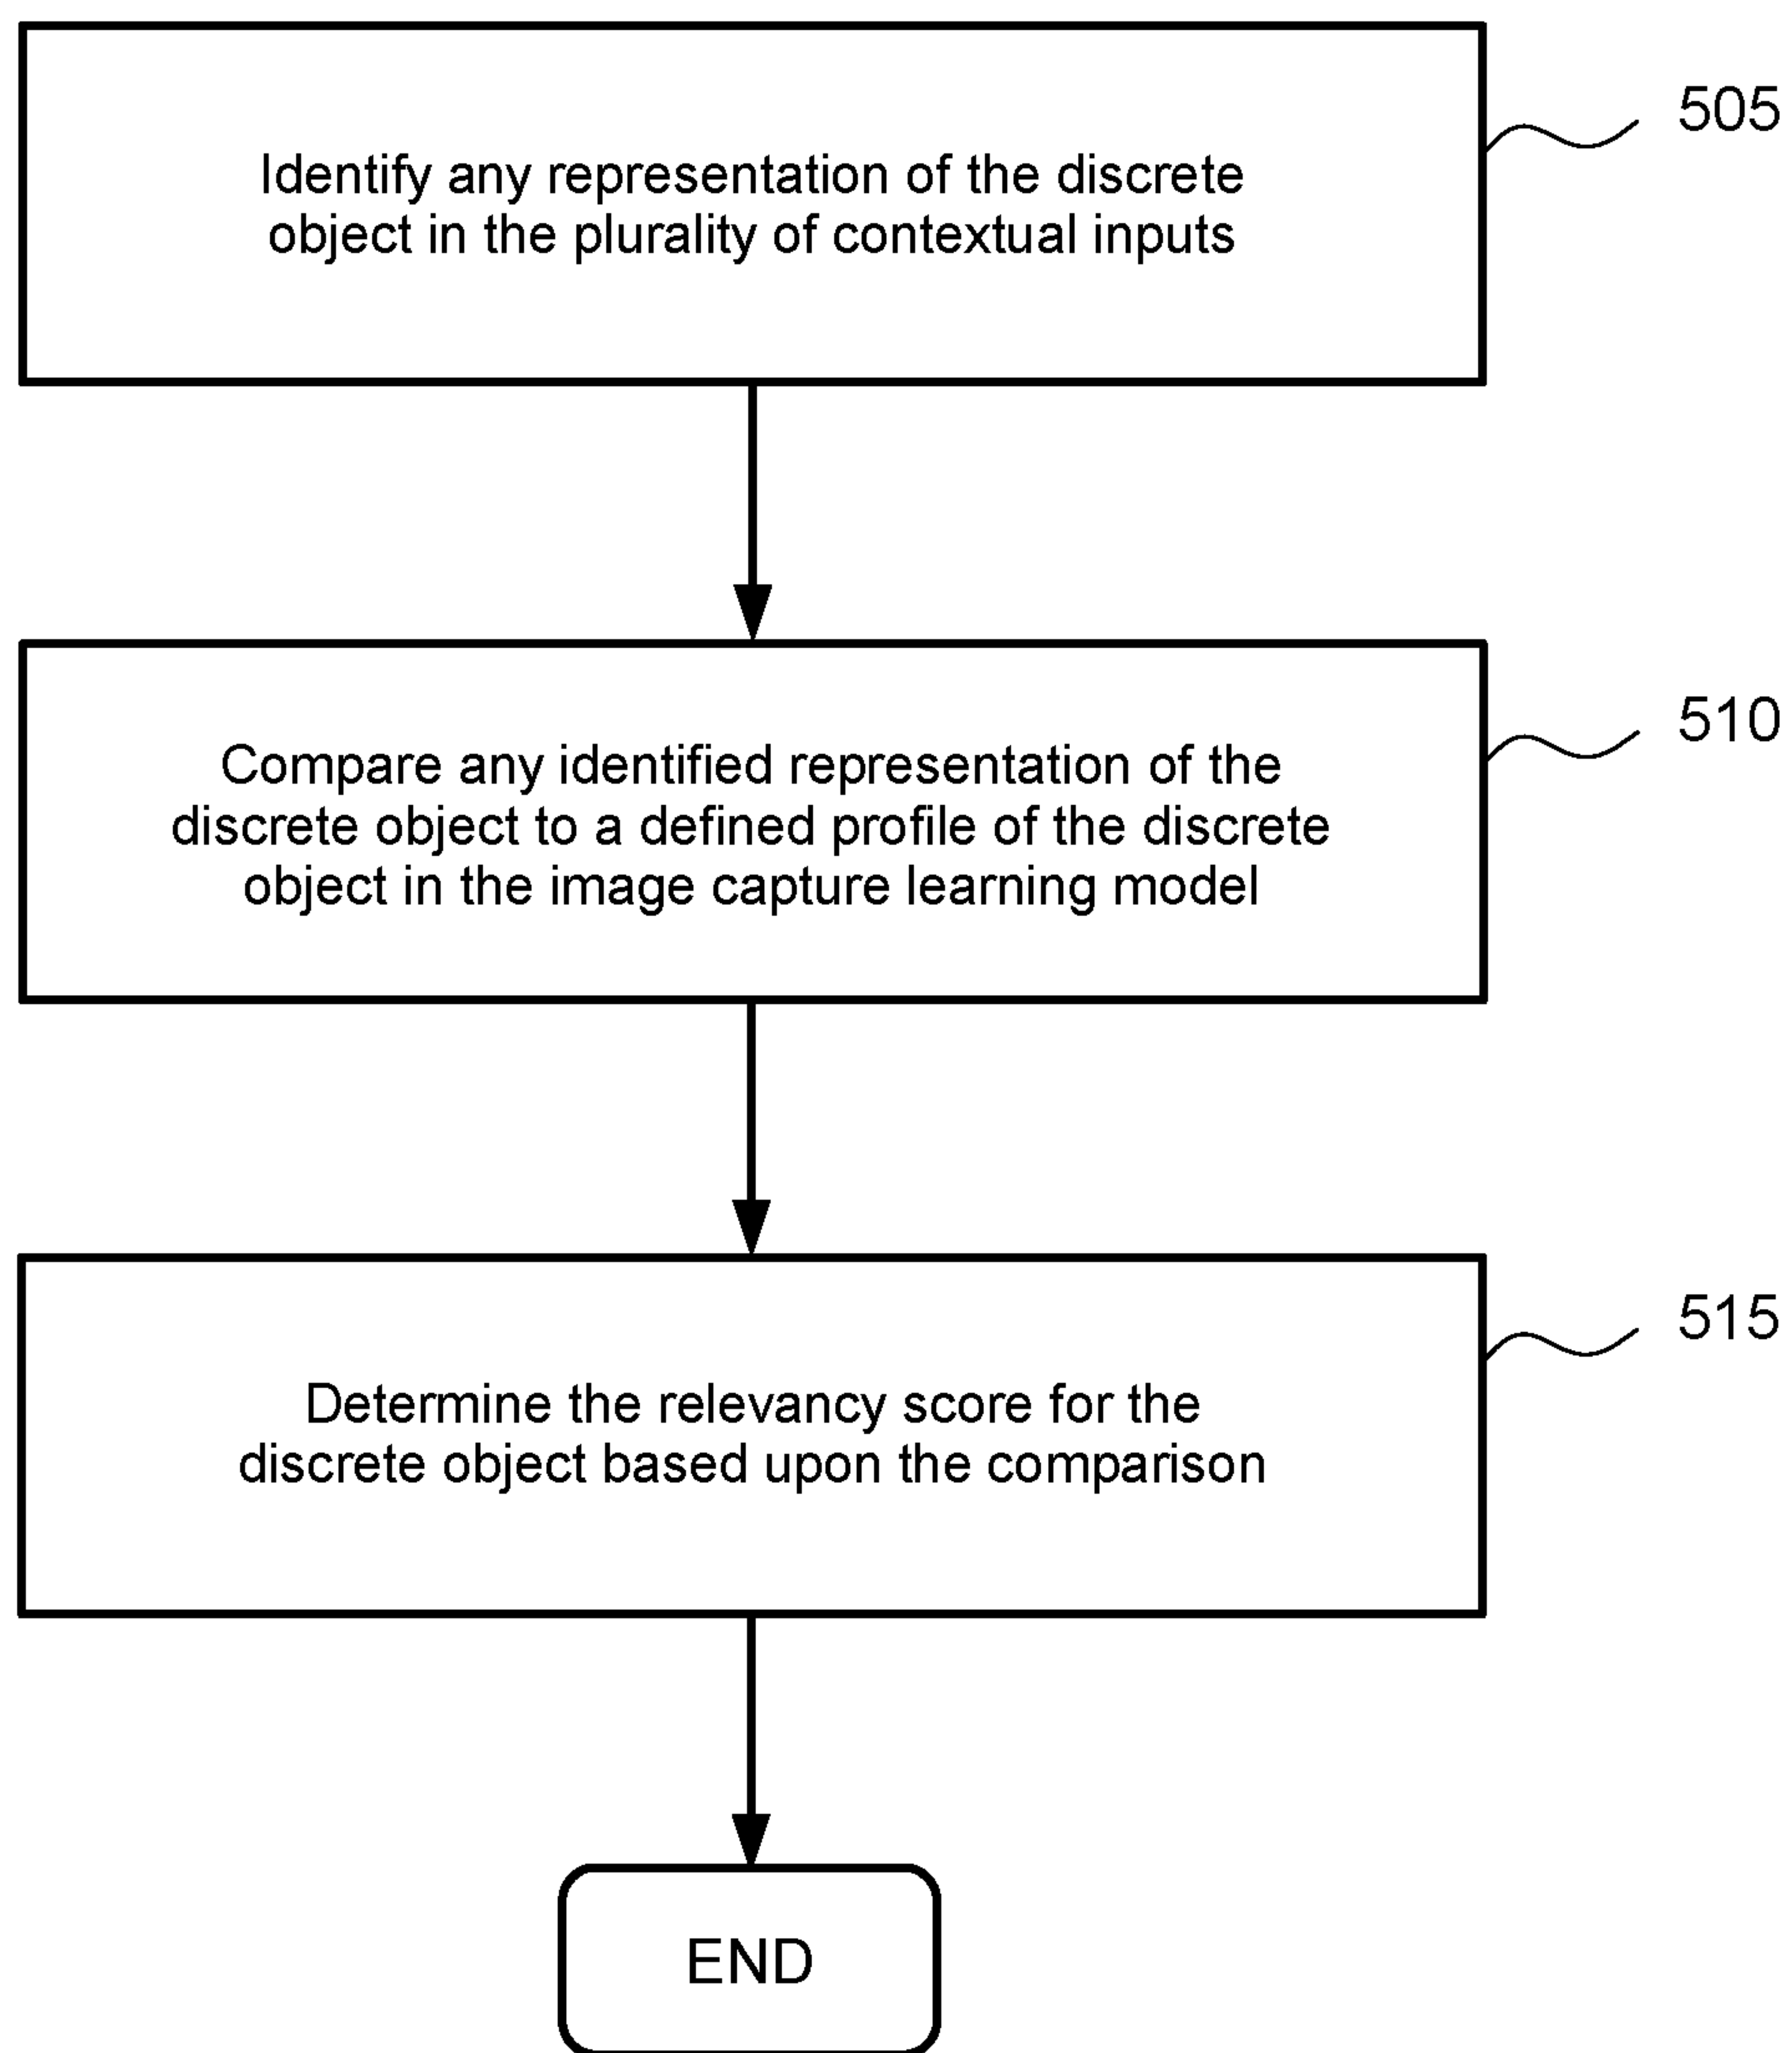 505
Identify any representation of the discrete
object in the plurality of contextual inputs
510
Compare any identified representation of the
discrete object to a defined profile of the discrete
object in the image capture learning model
515
Determine the relevancy score for the
discrete object based upon the comparison
END